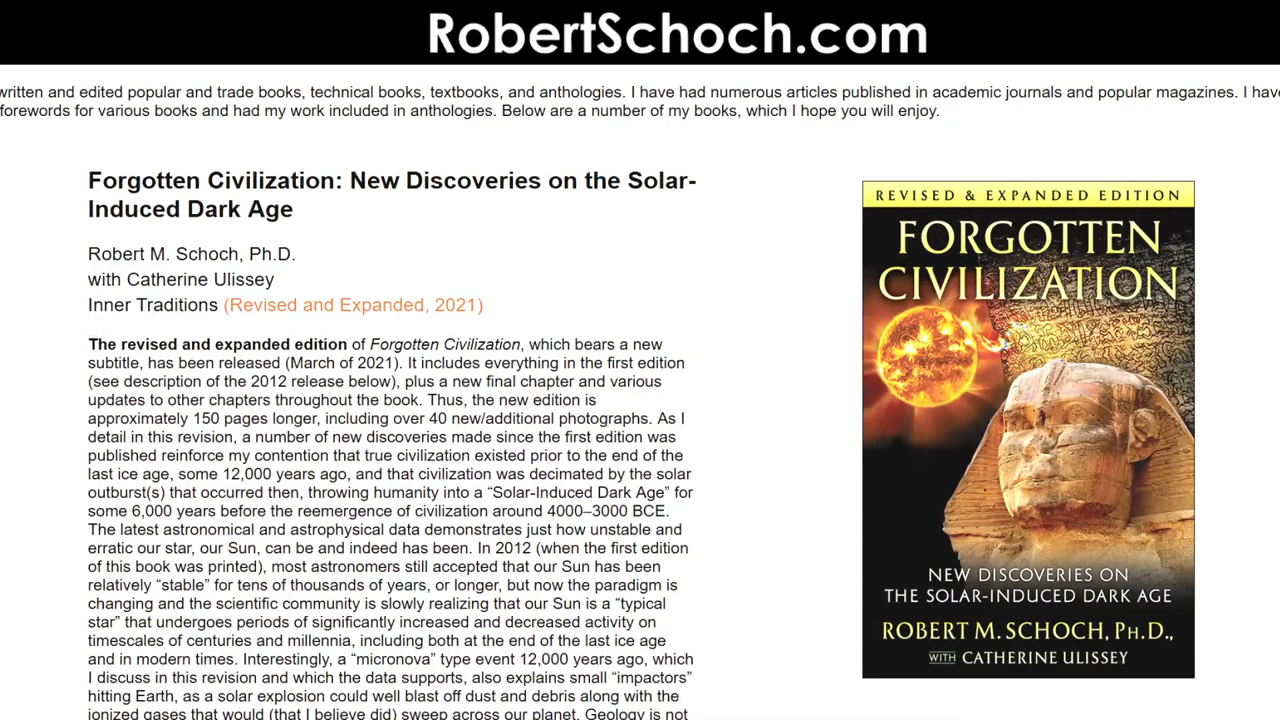 RobertSchoch.com
written and edited popular and trade books, technical books, textbooks, and anthologies. I have had numerous articles published in academic journals and popular magazines. I have
forewords for various books and had my work included in anthologies. Below are a number of my books, which I hope you will enjoy.
Forgotten Civilization: New Discoveries on the Solar-
Induced Dark Age
Robert M. Schoch, Ph.D.
with Catherine Ulissey
Inner Traditions (Revised and Expanded, 2021)
The revised and expanded edition of Forgotten Civilization, which bears a new
subtitle, has been released (March of 2021). It includes everything in the first edition
(see description of the 2012 release below), plus a new final chapter and various
updates to other chapters throughout the book. Thus, the new edition is
approximately 150 pages longer, including over 40 new/additional photographs. As I
detail in this revision, a number of new discoveries made since the first edition was
published reinforce my contention that true civilization existed prior to the end of the
last ice age, some 12,000 years ago, and that civilization was decimated by the solar
outburst(s) that occurred then, throwing humanity into a “Solar-Induced Dark Age” for
some 6,000 years before the reemergence of civilization around 4000–3000 BCE.
The latest astronomical and astrophysical data demonstrates just how unstable and
erratic our star, our Sun, can be and indeed has been. In 2012 (when the first edition
of this book was printed), most astronomers still accepted that our Sun has been
relatively “stable” for tens of thousands of years, or longer, but now the paradigm is
changing and the scientific community is slowly realizing that our Sun is a “typical
star” that undergoes periods of significantly increased and decreased activity on
timescales of centuries and millennia, including both at the end of the last ice age
and in modern times. Interestingly, a “micronova” type event 12,000 years ago, which
I discuss in this revision and which the data supports, also explains small “impactors”
hitting Earth, as a solar explosion could well blast off dust and debris along with the
ionized gases that would (that I believe did) sweep across our planet. Geology is not
REVISED & EXPANDED EDITION
FORGOTTEN
CIVILIZATION
NEW DISCOVERIES ON
THE SOLAR-INDUCED DARK AGE
ROBERT M. SCHOCH, PH.D.,
WITH CATHERINE ULISSEY